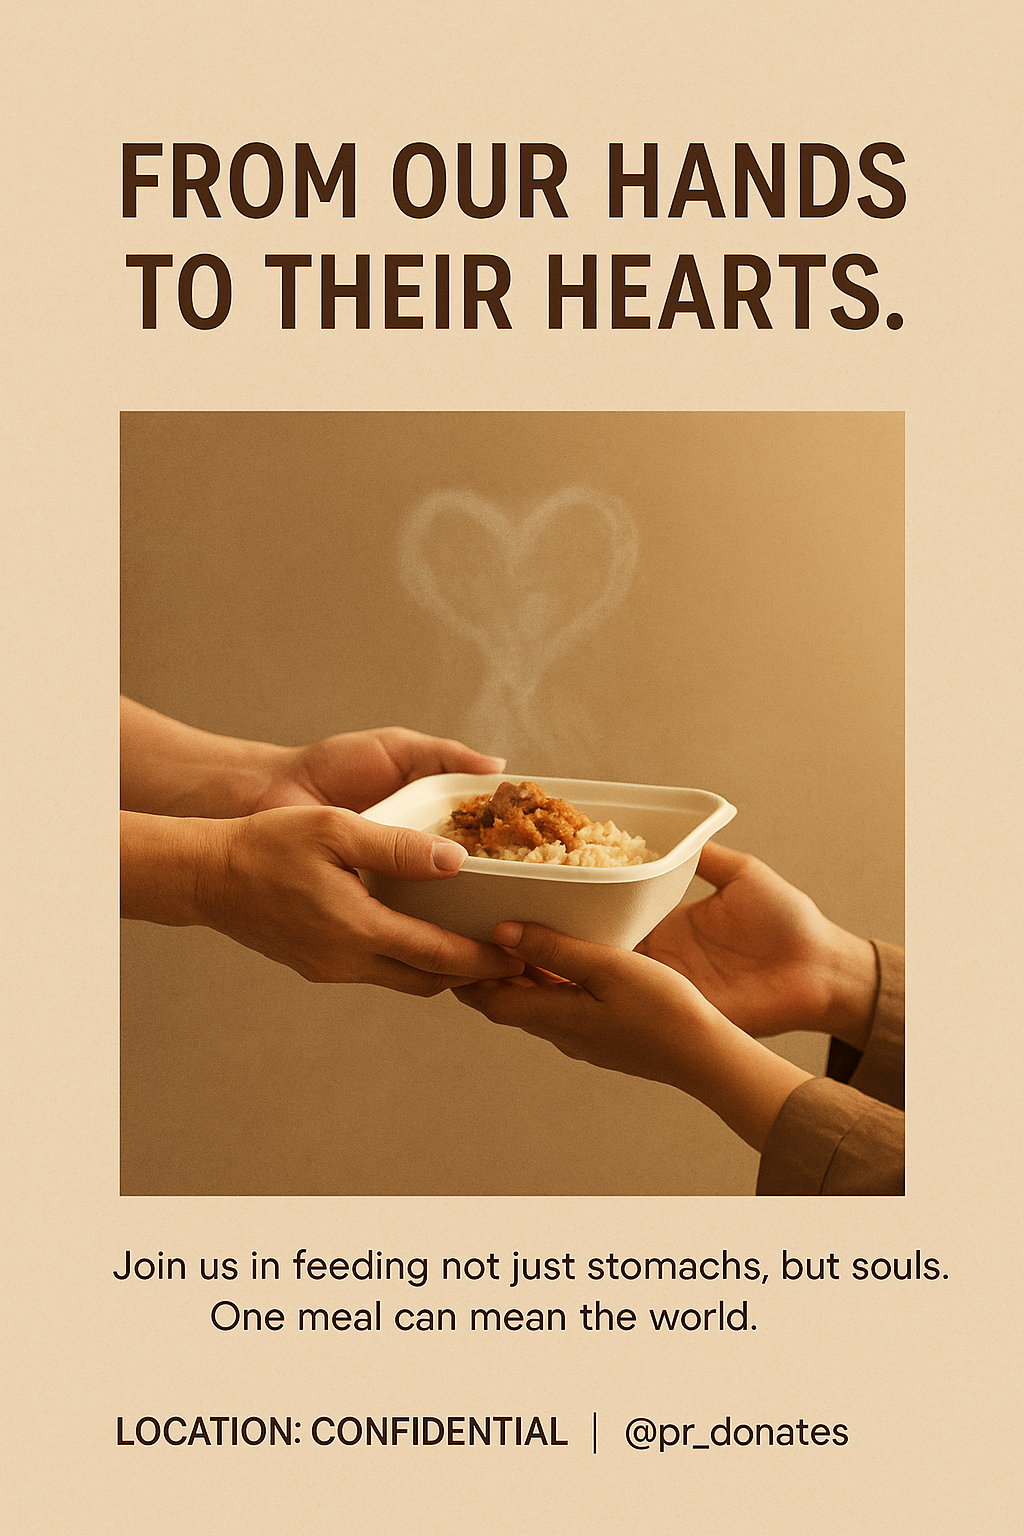 FROM OUR HANDS
TO THEIR HEARTS.
Join us in feeding not just stomachs, but souls.
One meal can mean the world.
LOCATION: CONFIDENTIAL | @pr_donates